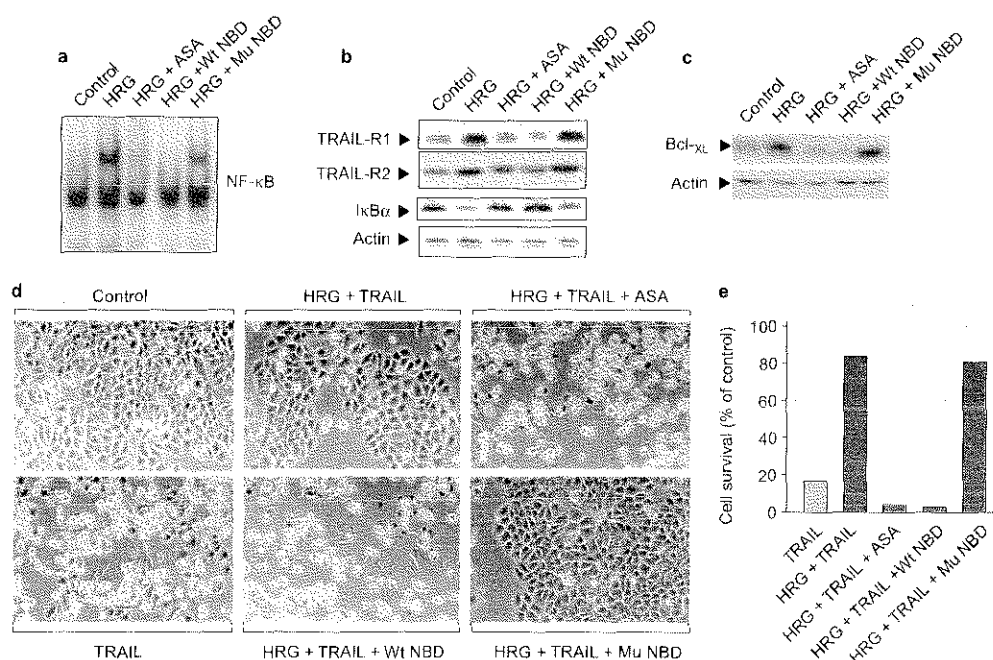 a
Control
HRG
HRG + ASA
HRG +Wt NBD
HRG + Mu NBD
NF-κB
b
Control
HRG
HRG + ASA
HRG +Wt NBD
HRG + Mu NBD
TRAIL-R1
TRAIL-R2
IκBα
Actin
c
Control
HRG
HRG + ASA
HRG +Wt NBD
HRG + Mu NBD
Bcl-XL
Actin
d
Control
HRG + TRAIL
HRG + TRAIL + ASA
TRAIL
HRG + TRAIL + Wt NBD
HRG + TRAIL + Mu NBD
e
Cell survival (% of control)
100
80
60
40
20
0
TRAIL
HRG + TRAIL
HRG + TRAIL + ASA
HRG + TRAIL +Wt NBD
HRG + TRAIL + Mu NBD